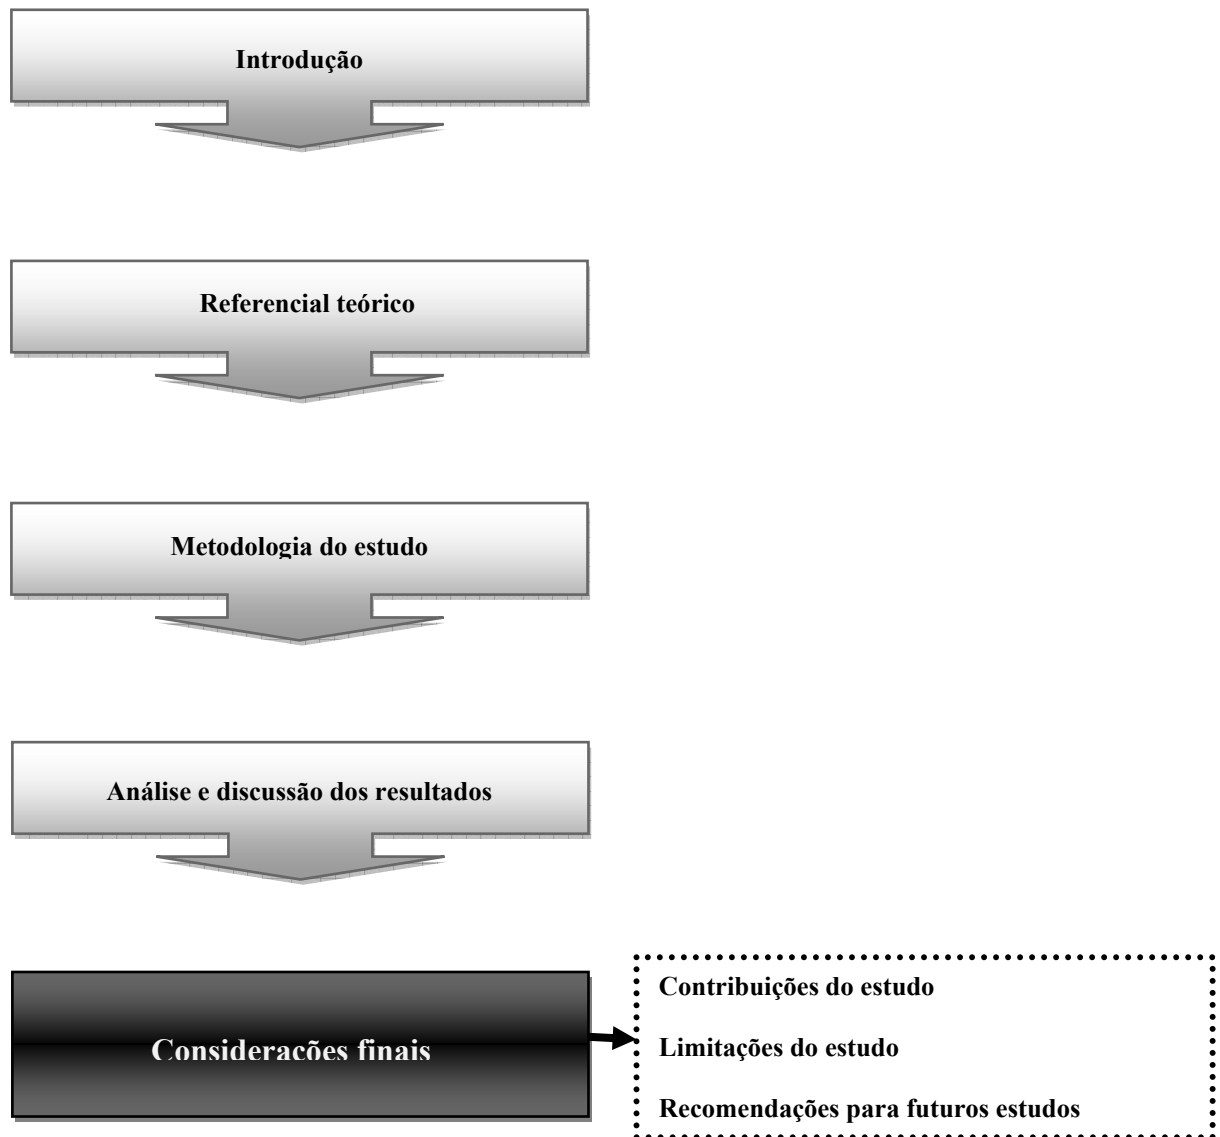 Introdução
Referencial teórico
Metodologia do estudo
Análise e discussão dos resultados
Considerações finais
Contribuições do estudo
Limitações do estudo
Recomendações para futuros estudos